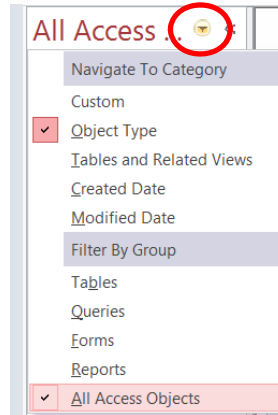 All Access ...
Navigate To Category
Custom
Object Type
Tables and Related Views
Created Date
Modified Date
Filter By Group
Tables
Queries
Forms
Reports
All Access Objects